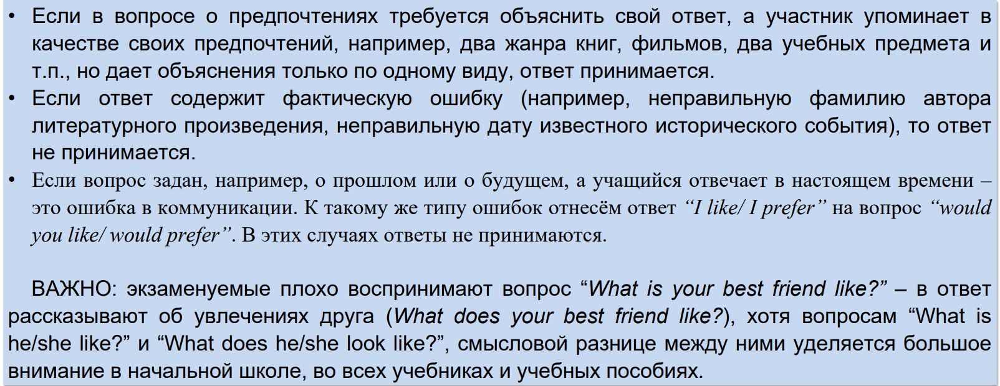 • Если в вопросе о предпочтениях требуется объяснить свой ответ, а участник упоминает в
качестве своих предпочтений, например, два жанра книг, фильмов, два учебных предмета и
т.п., но дает объяснения только по одному виду, ответ принимается.
• Если ответ содержит фактическую ошибку (например, неправильную фамилию автора
литературного произведения, неправильную дату известного исторического события), то ответ
не принимается.
• Если вопрос задан, например, о прошлом или о будущем, а учащийся отвечает в настоящем времени –
это ошибка в коммуникации. К такому же типу ошибок отнесём ответ “I like/ I prefer” на вопрос “would
you like/ would prefer”. В этих случаях ответы не принимаются.
ВАЖНО: экзаменуемые плохо воспринимают вопрос “What is your best friend like?” – в ответ
рассказывают об увлечениях друга (What does your best friend like?), хотя вопросам “What is
he/she like?” и “What does he/she look like?”, смысловой разнице между ними уделяется большое
внимание в начальной школе, во всех учебниках и учебных пособиях.